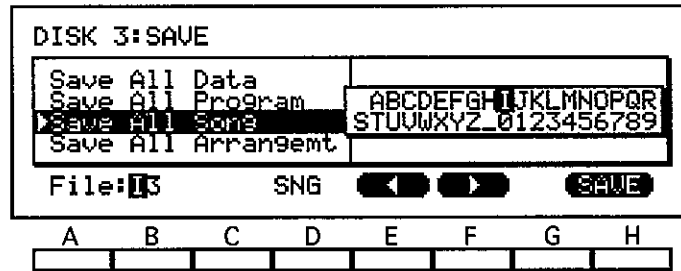 DISK 3:SAVE
Save All Data
Save All Program
Save All Song
Save All Arrangemt
ABCDEFGHIJKLMNOPQR
STUVWXYZ_0123456789
File:I3 SNG SAVE
A B C D E F G H